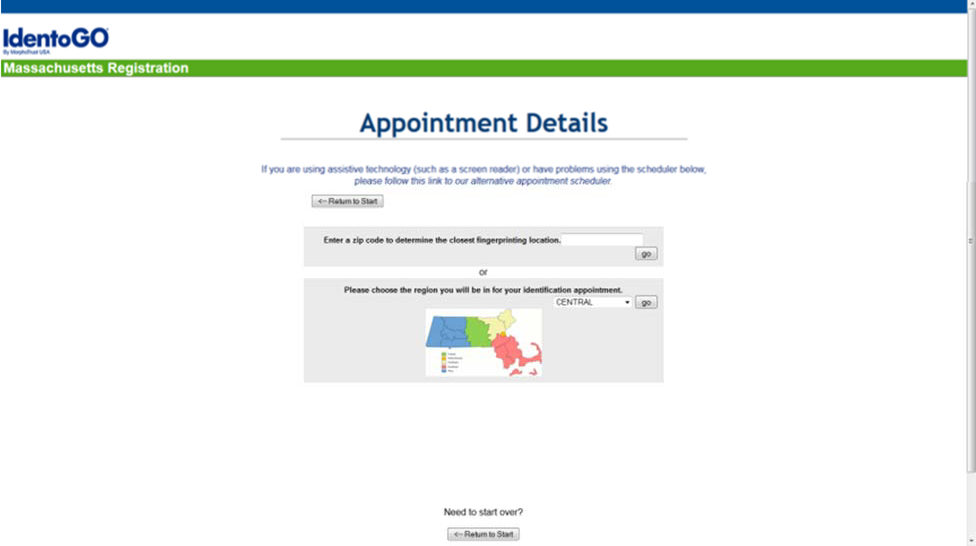 IdentoGO
By MorphoTrust USA
Massachusetts Registration
Appointment Details
If you are using assistive technology (such as a screen reader) or have problems using the scheduler below,
please follow this link to our alternative appointment scheduler.
<-- Return to Start
Enter a zip code to determine the closest fingerprinting location.
go
or
Please choose the region you will be in for your identification appointment.
CENTRAL
go
Need to start over?
<-- Return to Start